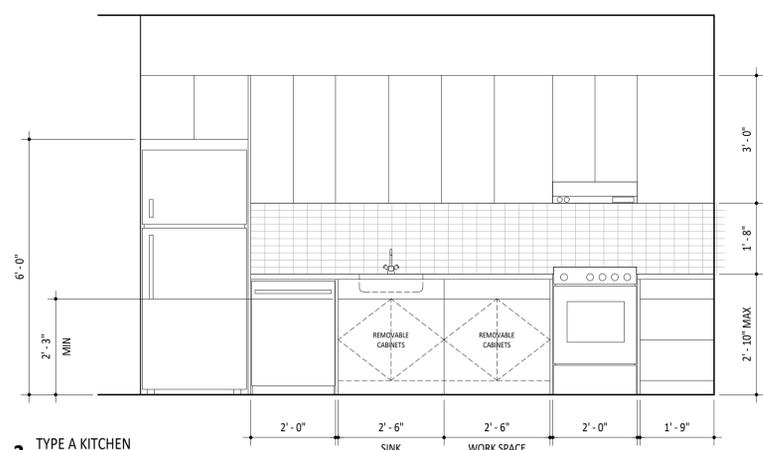 3' - 0"
1' - 8"
6' - 0"
2' - 3"
MIN
REMOVABLE
CABINETS
REMOVABLE
CABINETS
2' - 10" MAX
2' - 0"
2' - 6"
2' - 6"
2' - 0"
1' - 9"
SINK
WORK SPACE
TYPE A KITCHEN